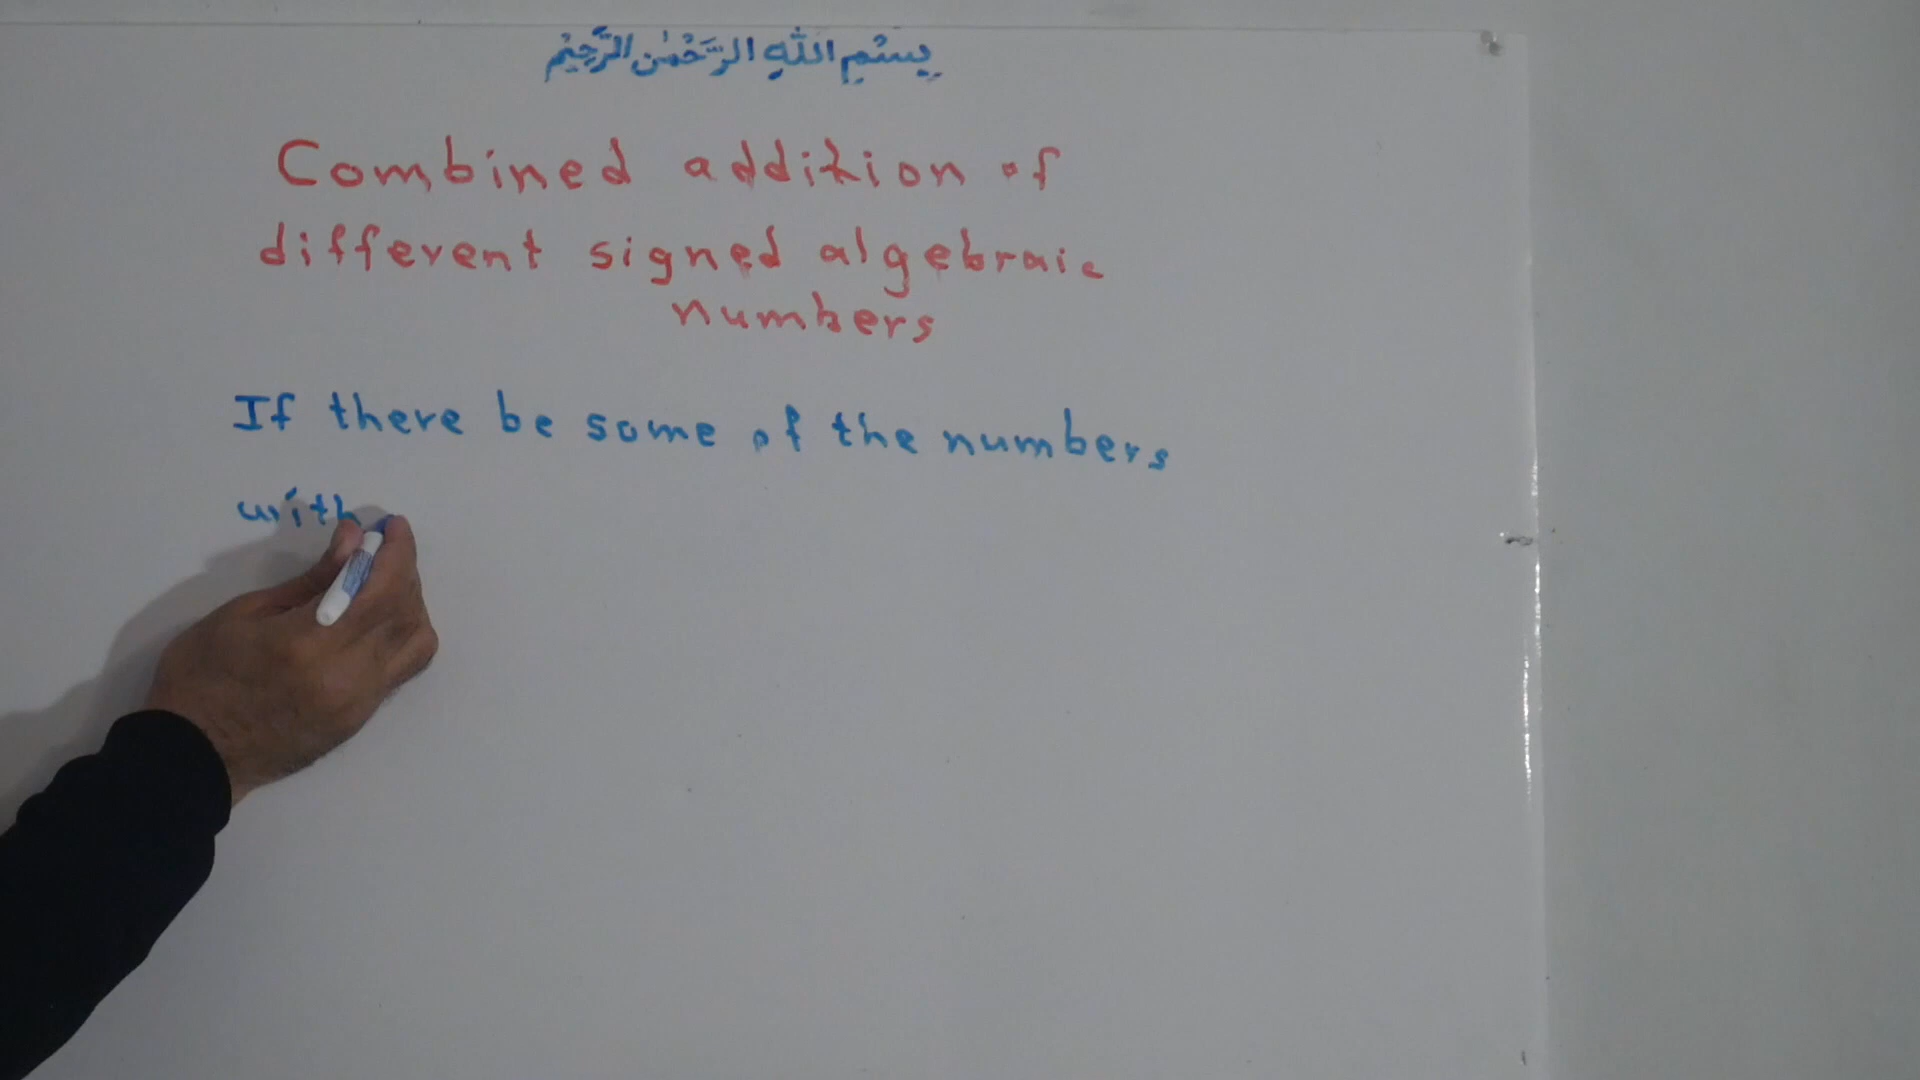 بِسْمِ اللّٰهِ الرَّحْمٰنِ الرَّحِيْمِ
Combined addition of
different signed algebraic
numbers
If there be some of the numbers
with